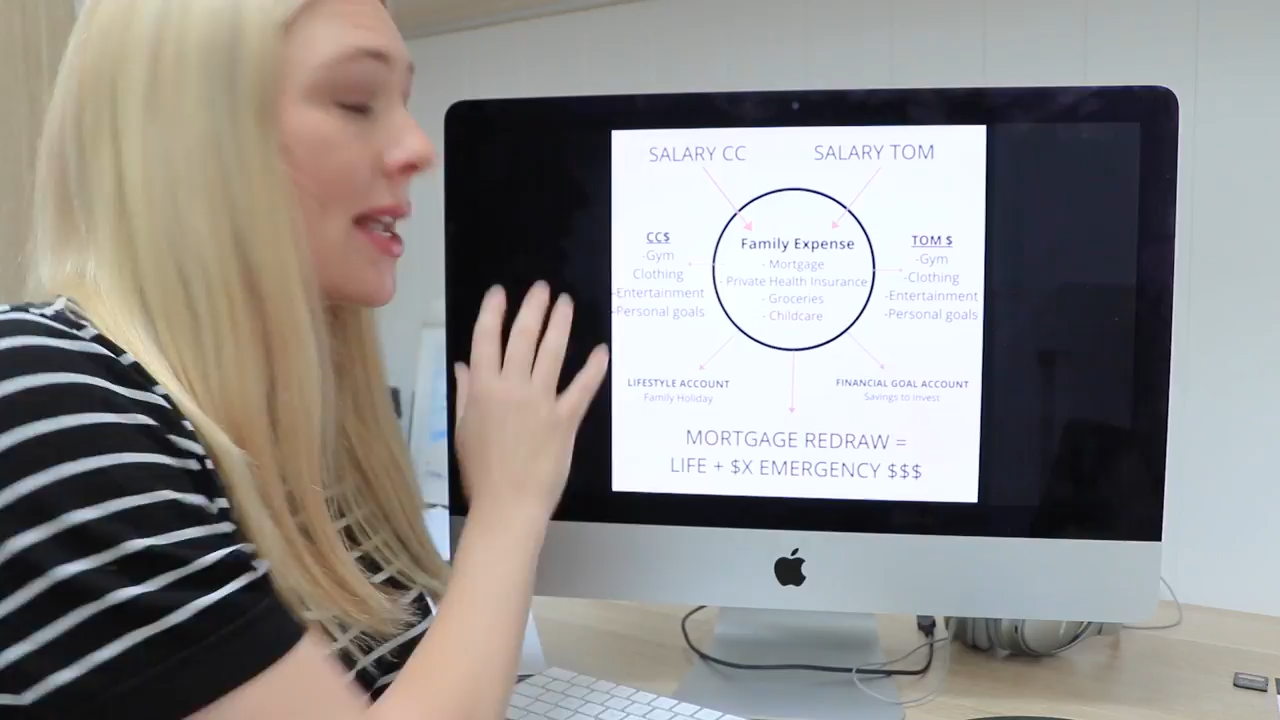 SALARY CC
SALARY TOM
Family Expense
- Mortgage
- Private Health Insurance
- Groceries
- Childcare
CC$
-Gym
Clothing
-Entertainment
-Personal goals
TOM $
-Gym
-Clothing
-Entertainment
-Personal goals
LIFESTYLE ACCOUNT
Family Holiday
FINANCIAL GOAL ACCOUNT
Savings to invest
MORTGAGE REDRAW =
LIFE + $X EMERGENCY $$$